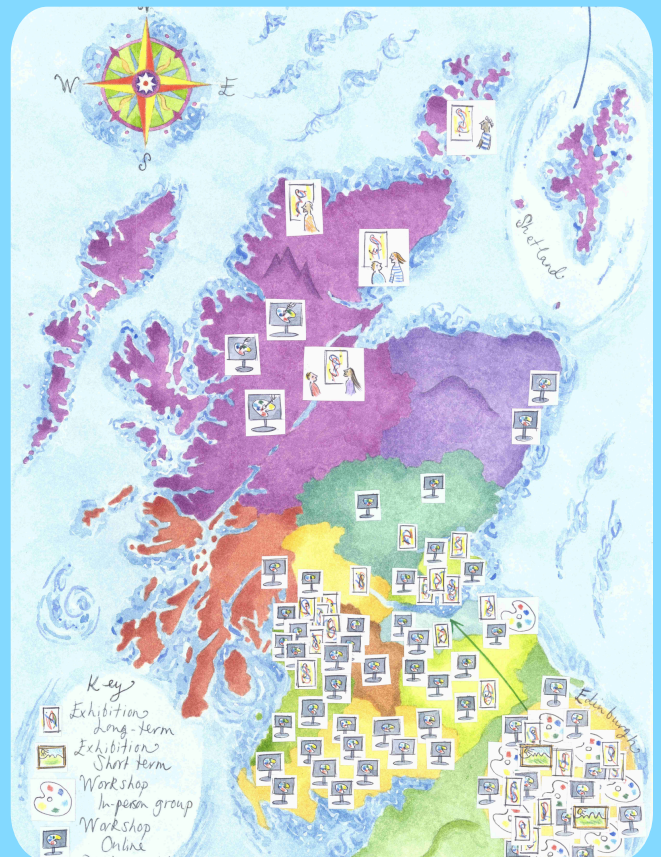 W
E
S
Shetland
Edinburgh
Key
Exhibition
Long-term
Exhibition
Short term
Workshop
In-person group
Workshop
Online